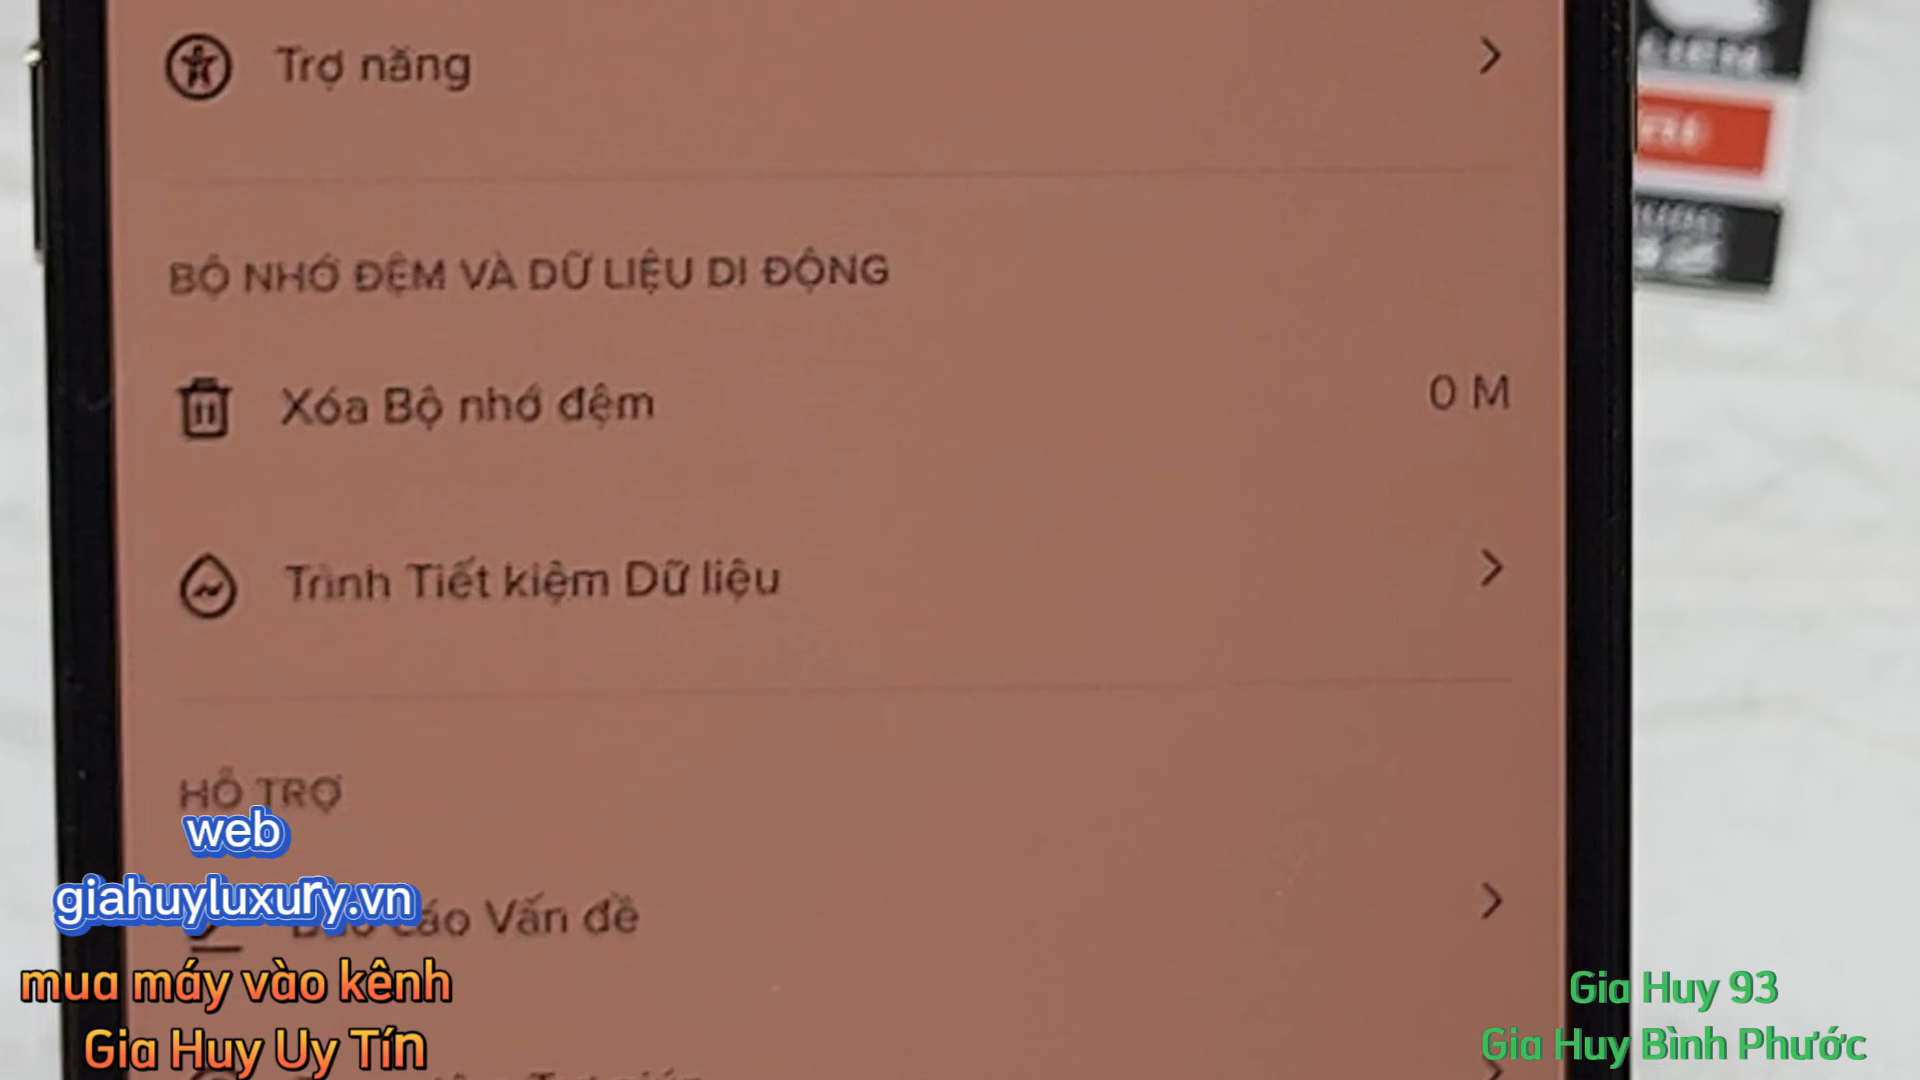 Trợ năng
BỘ NHỚ ĐỆM VÀ DỮ LIỆU DI ĐỘNG
Xóa Bộ nhớ đệm
0 M
Trình Tiết kiệm Dữ liệu
HỖ TRỢ
web
giahuyluxury.vn
Báo cáo Vấn đề
mua máy vào kênh
Gia Huy Uy Tín
Gia Huy 93
Gia Huy Bình Phước